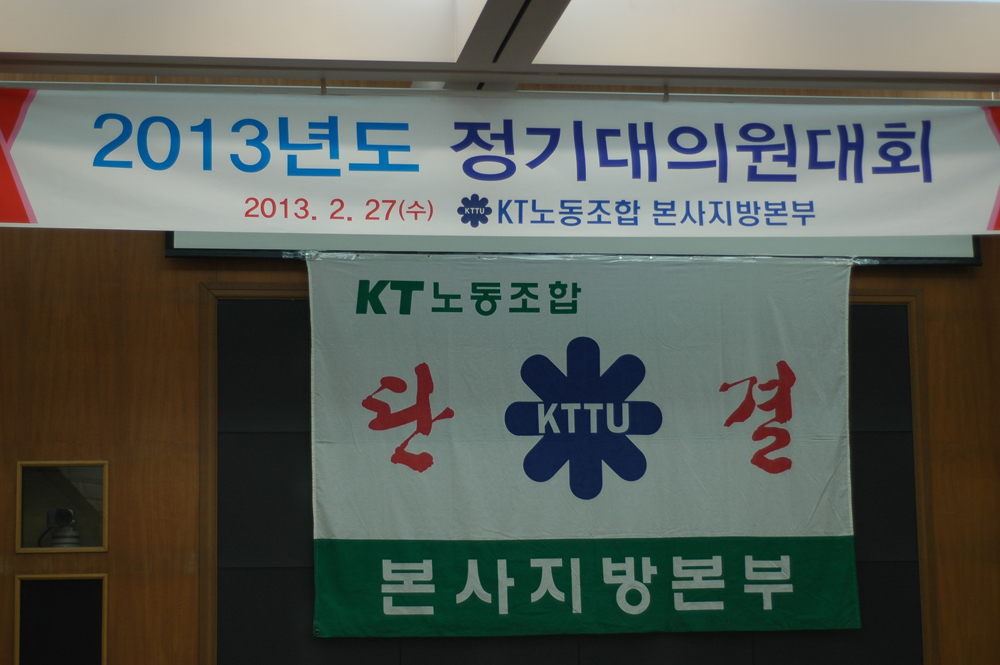 2013년도 정기대의원대회
2013. 2. 27(수) KTTU KT노동조합 본사지방본부
KT노동조합
단 KTTU 결
본사지방본부